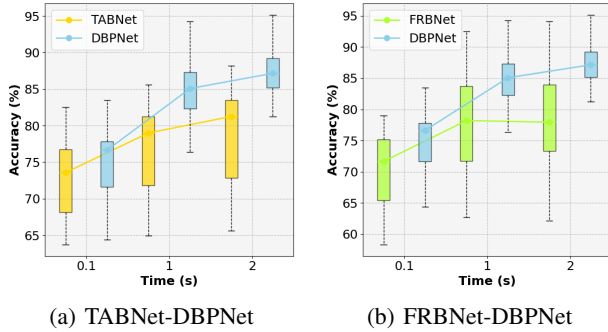 TABNet
DBPNet
Accuracy (%)
95
90
85
80
75
70
65
0.1 1 2
Time (s)
(a) TABNet-DBPNet
FRBNet
DBPNet
Accuracy (%)
95
90
85
80
75
70
65
60
0.1 1 2
Time (s)
(b) FRBNet-DBPNet